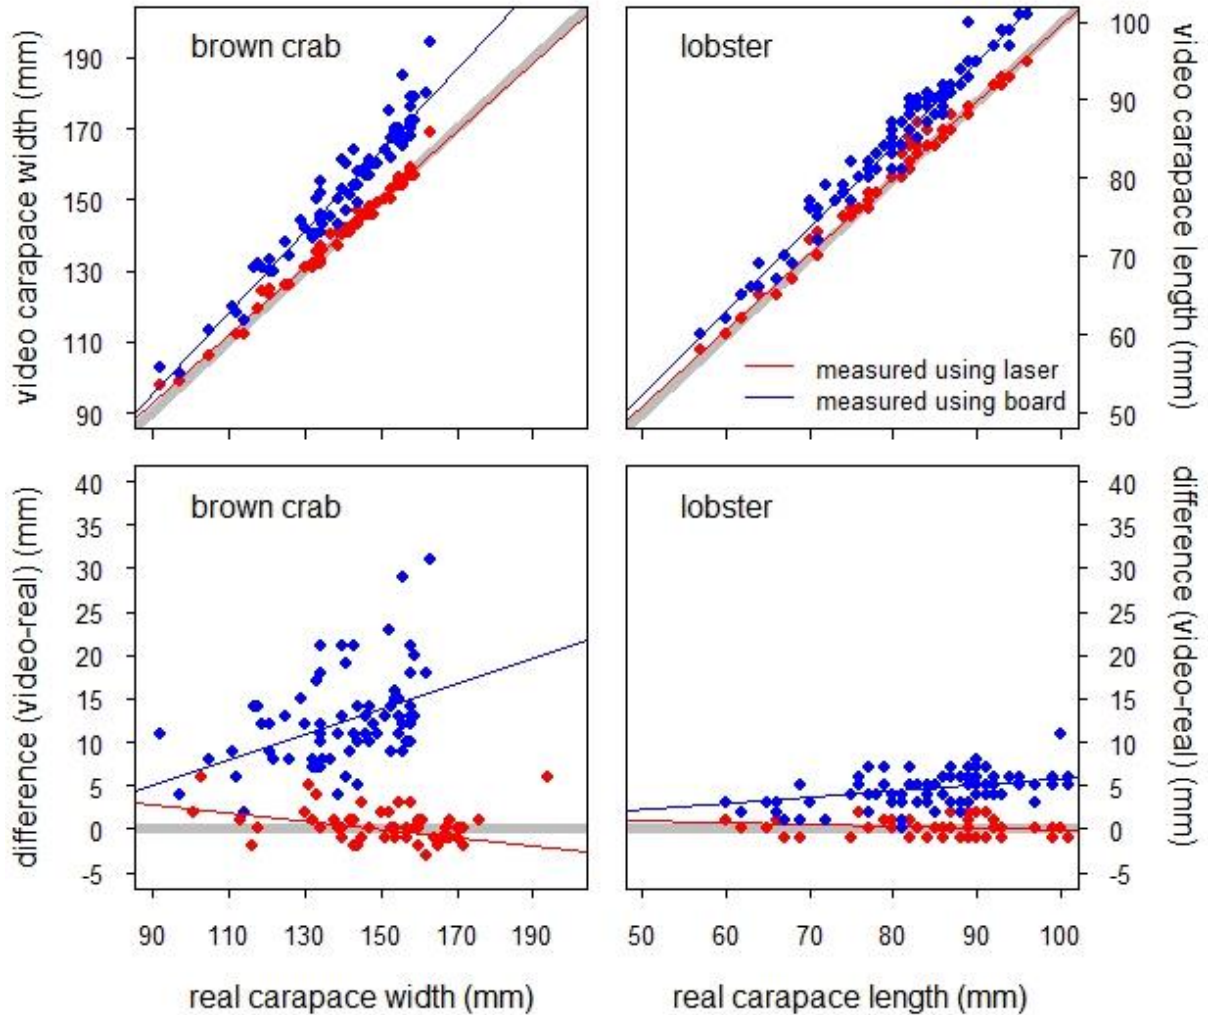 brown crab
lobster
video carapace width (mm)
190
170
150
130
110
90
100
90
80
70
60
50
video carapace length (mm)
measured using laser
measured using board
brown crab
lobster
difference (video-real) (mm)
40
35
30
25
20
15
10
5
0
-5
40
35
30
25
20
15
10
5
0
-5
difference (video-real) (mm)
90 110 130 150 170 190
50 60 70 80 90 100
real carapace width (mm)
real carapace length (mm)